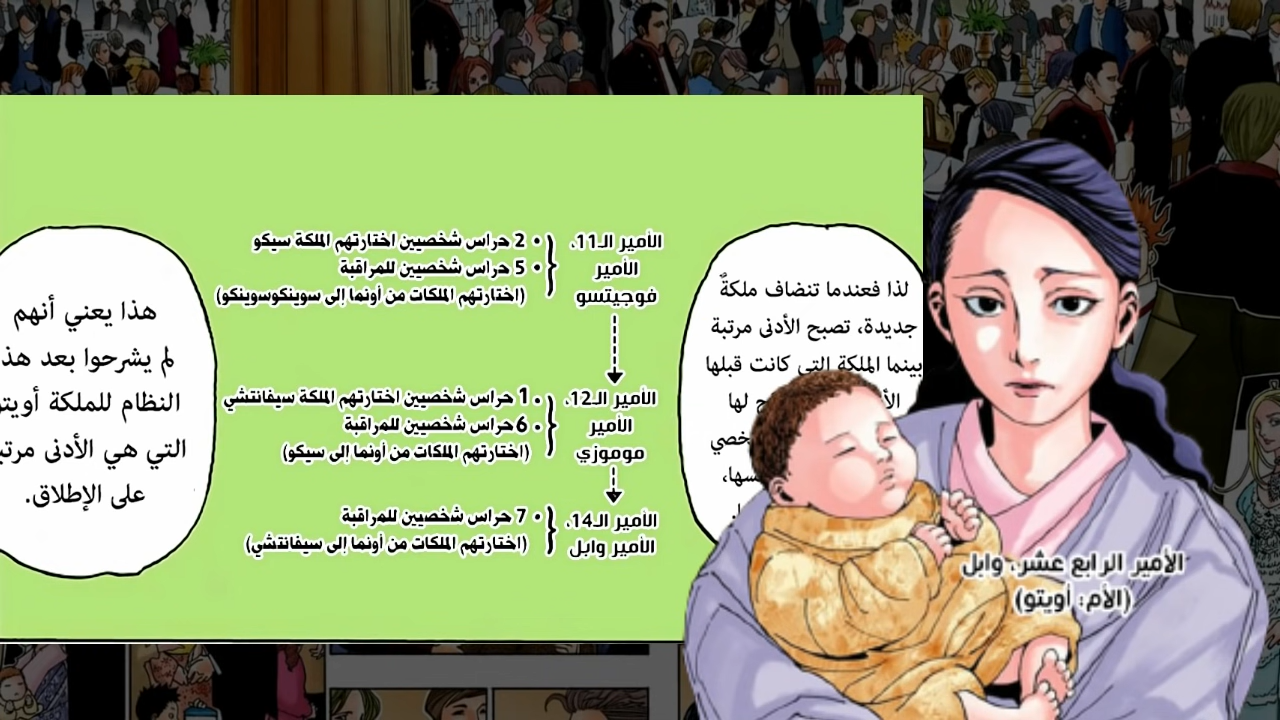 لذا فعندما تنضاف ملكةٌ
جديدة، تصبح الأدنى مرتبة
بينما الملكة التي كانت قبلها
لها
الأمير الـ11،
الأمير
فوجيتسو
• 2 حراس شخصيين اختارتهم الملكة سيكو
• 5 حراس شخصيين للمراقبة
(اختارتهم الملكات من أونما إلى سوينكوسوينكو)
الأمير الـ12،
الأمير
موموزي
• 1 حراس شخصيين اختارتهم الملكة سيفانتشي
• 6حراس شخصيين للمراقبة
(اختارتهم الملكات من أونما إلى سيكو)
الأمير الـ14،
الأمير وابل
• 7 حراس شخصيين للمراقبة
(اختارتهم الملكات من أونما إلى سيفانتشي)
هذا يعني أنهم
لم يشرحوا بعد هذ
النظام للملكة أويتو
التي هي الأدنى مرتب
على الإطلاق.
الأمير الرابع عشر، وابل
(الأم: أويتو)